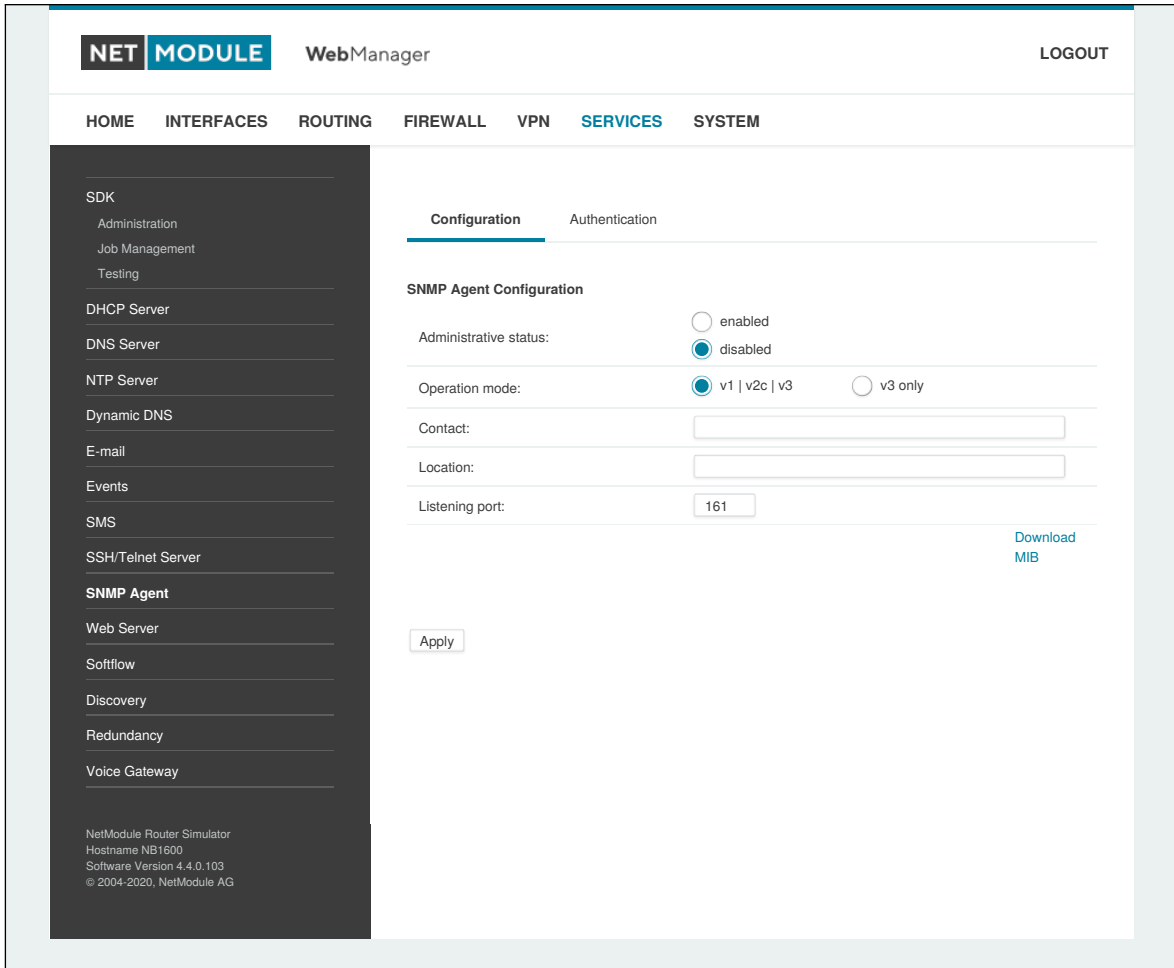 NET MODULE WebManager LOGOUT
HOME INTERFACES ROUTING FIREWALL VPN SERVICES SYSTEM
SDK
Administration
Job Management
Testing
DHCP Server
DNS Server
NTP Server
Dynamic DNS
E-mail
Events
SMS
SSH/Telnet Server
SNMP Agent
Web Server
Softflow
Discovery
Redundancy
Voice Gateway
NetModule Router Simulator
Hostname NB1600
Software Version 4.4.0.103
© 2004-2020, NetModule AG
Configuration Authentication
SNMP Agent Configuration
Administrative status:
enabled
disabled
Operation mode: v1 | v2c | v3 v3 only
Contact:
Location:
Listening port: 161
Download
MIB
Apply